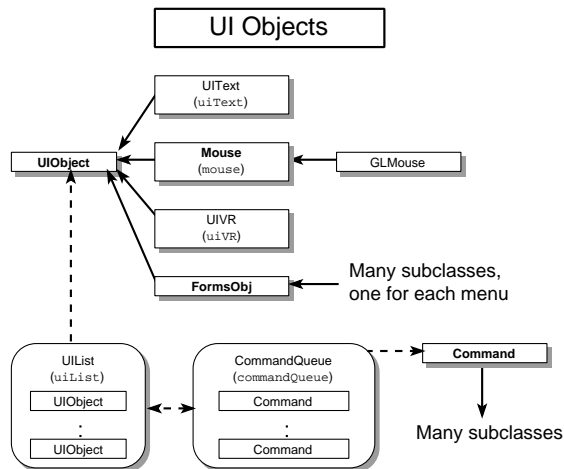 UI Objects
UIText
(uiText)
UIObject
Mouse
(mouse)
GLMouse
UIVR
(uiVR)
FormsObj
Many subclasses,
one for each menu
UIList
(uiList)
UIObject
:
UIObject
CommandQueue
(commandQueue)
Command
:
Command
Command
Many subclasses